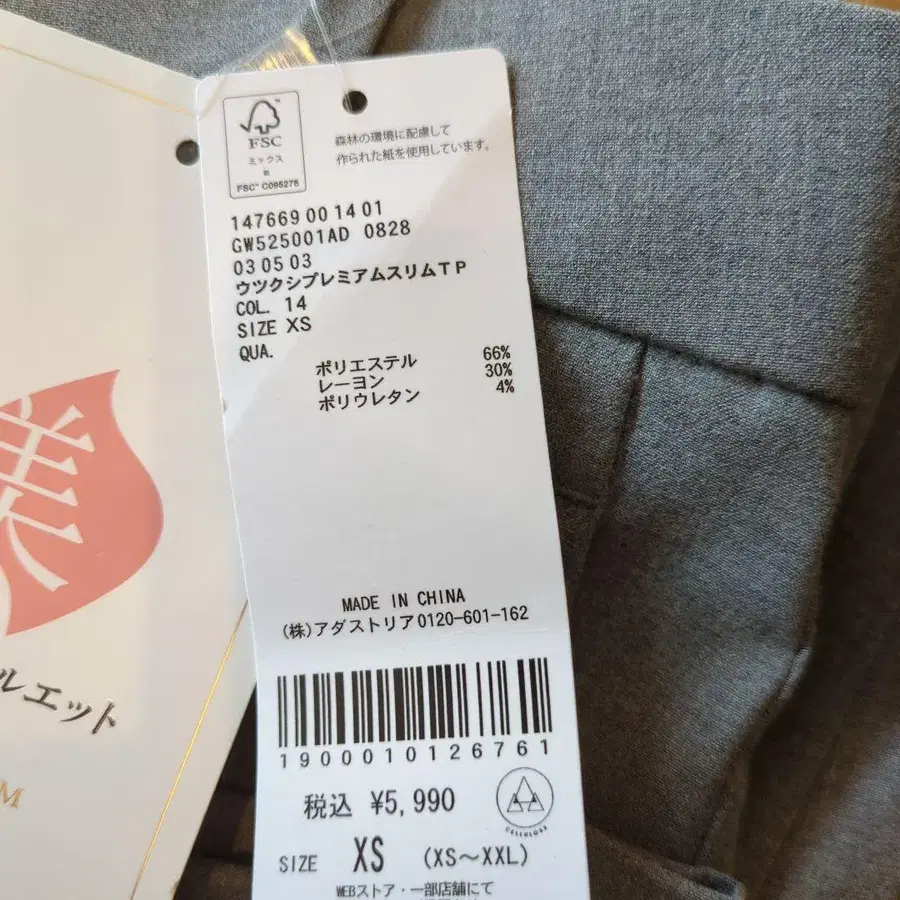 FSC
ミックス
紙
FSC™ C095275
森林の環境に配慮して
作られた紙を使用しています。
147669 00 14 01
GW525001AD 0828
03 05 03
ウツクシプレミアムスリムTP
COL. 14
SIZE XS
QUA.
ポリエステル 66%
レーヨン 30%
ポリウレタン 4%
MADE IN CHINA
(株)アダストリア0120-601-162
1900010126761
税込 ¥5,990
CELLULOSE
SIZE XS (XS～XXL)
WEBストア・一部店舗にて
美
ルエット
M